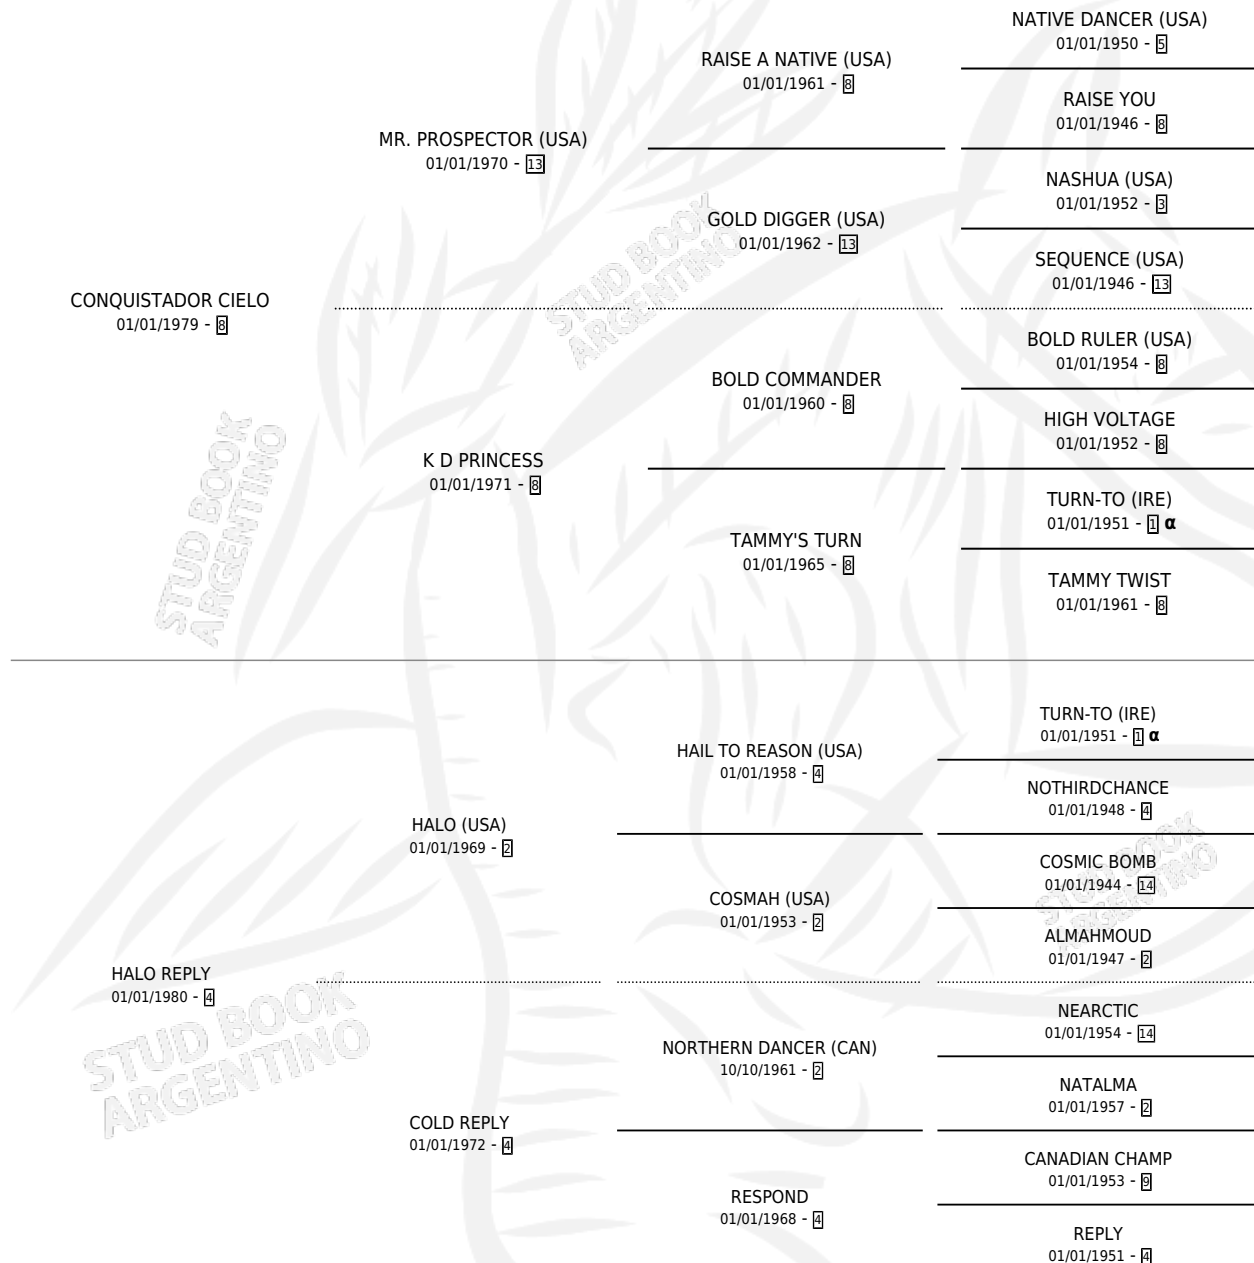 NATIVE DANCER (USA)
01/01/1950 - 5
RAISE A NATIVE (USA)
01/01/1961 - 8
RAISE YOU
01/01/1946 - 8
MR. PROSPECTOR (USA)
01/01/1970 - 13
NASHUA (USA)
01/01/1952 - 3
GOLD DIGGER (USA)
01/01/1962 - 13
SEQUENCE (USA)
01/01/1946 - 13
CONQUISTADOR CIELO
01/01/1979 - 8
STUD BOOK
ARGENTINO
BOLD RULER (USA)
01/01/1954 - 8
BOLD COMMANDER
01/01/1960 - 8
HIGH VOLTAGE
01/01/1952 - 8
K D PRINCESS
01/01/1971 - 8
TURN-TO (IRE)
01/01/1951 - 1 α
TAMMY'S TURN
01/01/1965 - 8
TAMMY TWIST
01/01/1961 - 8
STUD BOOK
ARGENTINO
TURN-TO (IRE)
01/01/1951 - 1 α
HAIL TO REASON (USA)
01/01/1958 - 4
NOTHIRDCHANCE
01/01/1948 - 4
HALO (USA)
01/01/1969 - 2
COSMIC BOMB
01/01/1944 - 14
STUD BOOK
ARGENTINO
COSMAH (USA)
01/01/1953 - 2
ALMAHMOUD
01/01/1947 - 2
HALO REPLY
01/01/1980 - 4
STUD BOOK
ARGENTINO
NEARCTIC
01/01/1954 - 14
NORTHERN DANCER (CAN)
10/10/1961 - 2
NATALMA
01/01/1957 - 2
COLD REPLY
01/01/1972 - 4
CANADIAN CHAMP
01/01/1953 - 9
RESPOND
01/01/1968 - 4
REPLY
01/01/1951 - 4